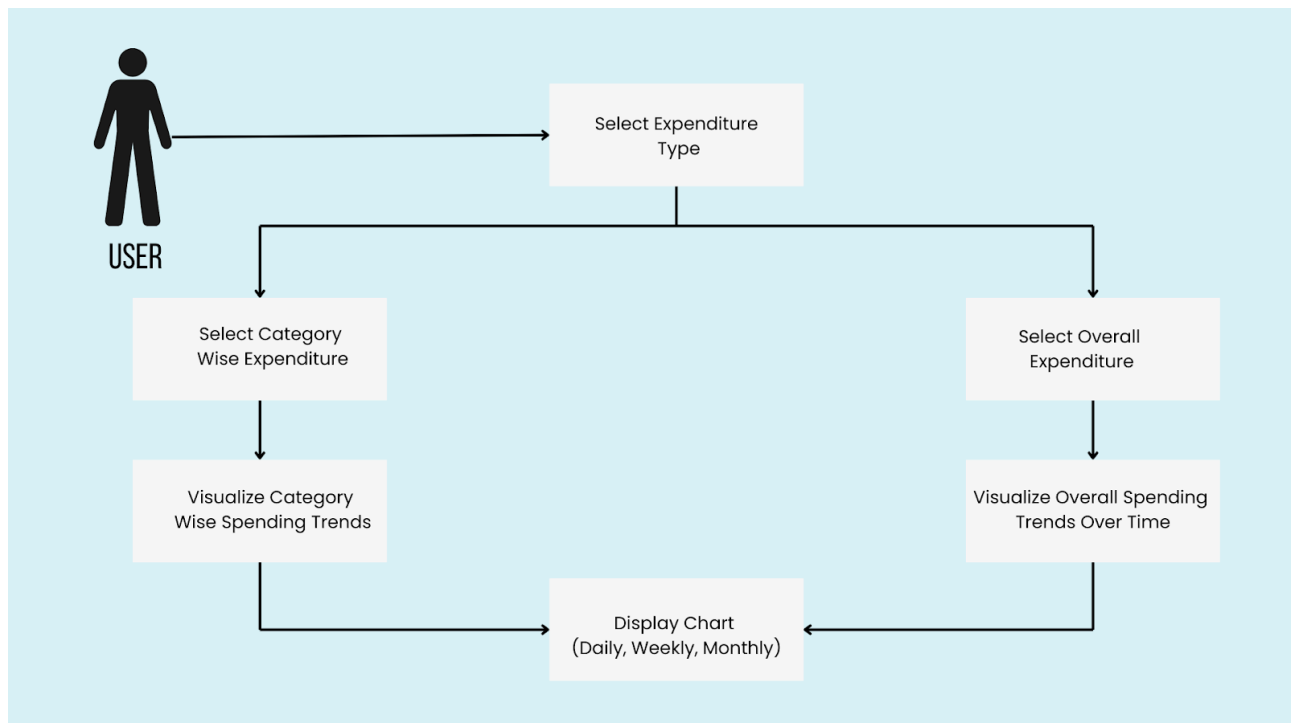 Select Expenditure
Type
USER
Select Category
Wise Expenditure
Select Overall
Expenditure
Visualize Category
Wise Spending Trends
Visualize Overall Spending
Trends Over Time
Display Chart
(Daily, Weekly, Monthly)